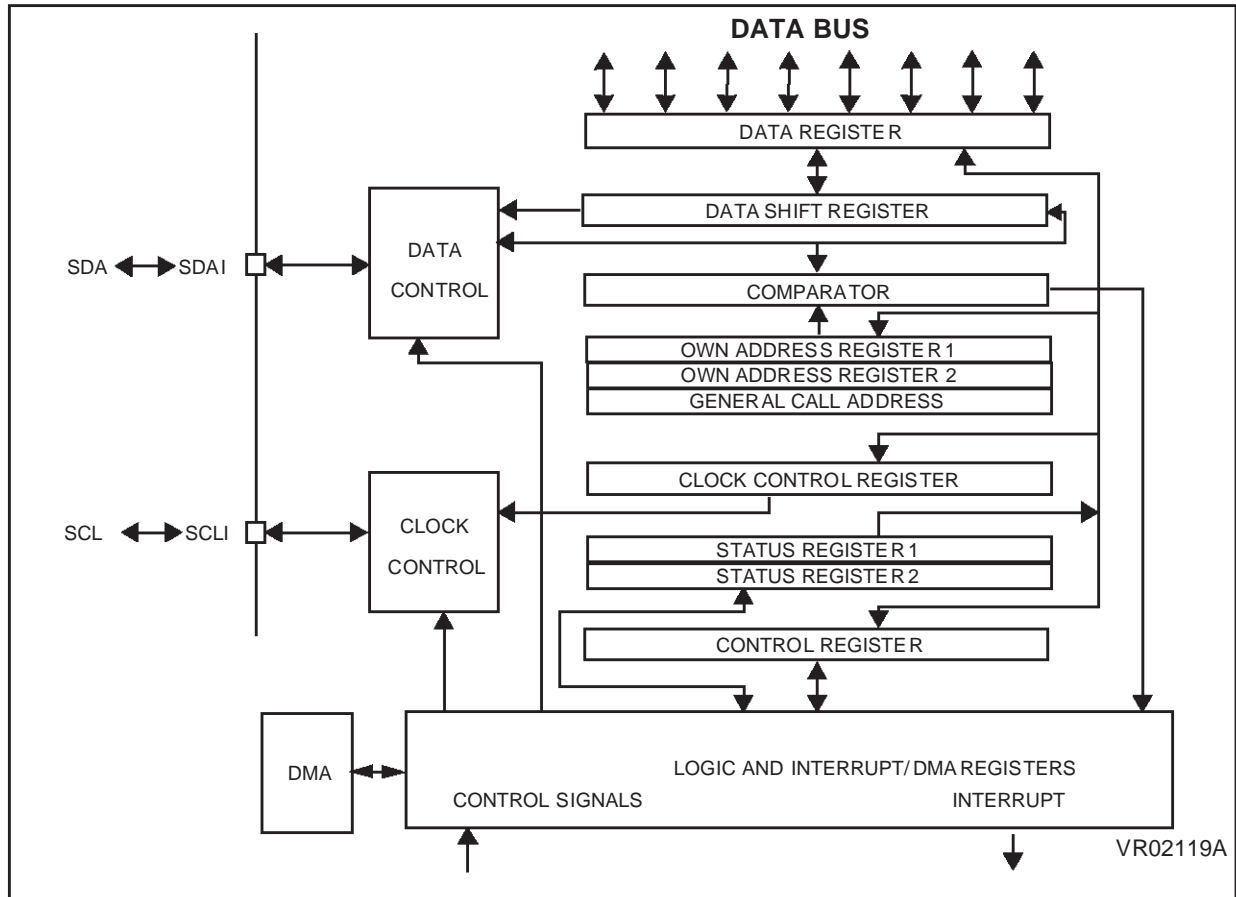 DATA BUS
DATA REGISTER
DATA SHIFT REGISTER
DATA
CONTROL
SDA
SDAI
COMPARATOR
OWN ADDRESS REGISTER 1
OWN ADDRESS REGISTER 2
GENERAL CALL ADDRESS
CLOCK CONTROL REGISTER
SCL
SCLI
CLOCK
CONTROL
STATUS REGISTER 1
STATUS REGISTER 2
CONTROL REGISTER
DMA
LOGIC AND INTERRUPT/DMA REGISTERS
CONTROL SIGNALS
INTERRUPT
VR02119A